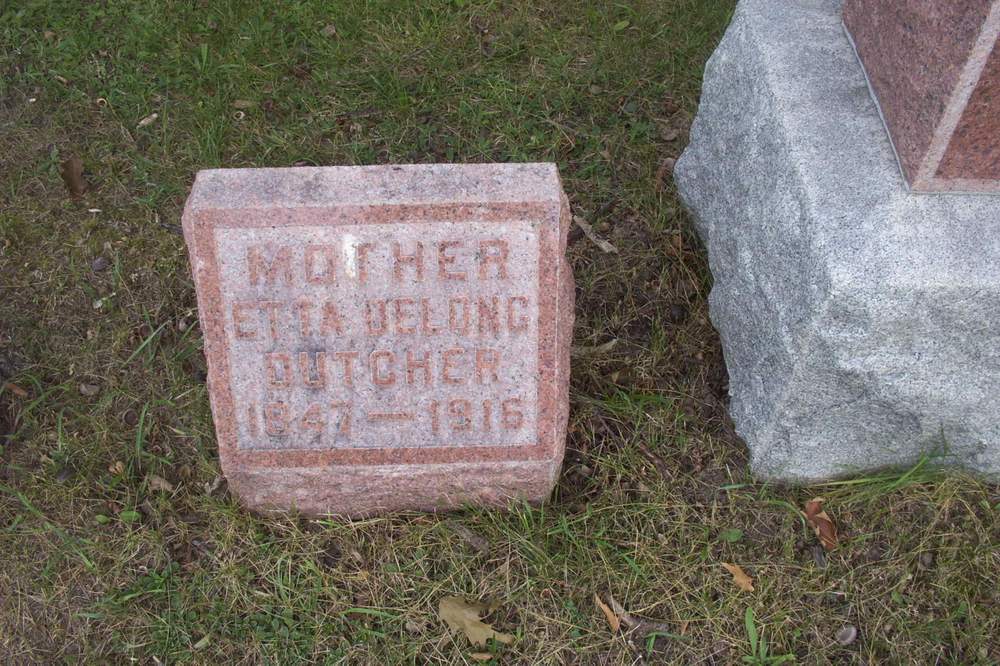 MOTHER
ETTA DELONG
DUTCHER
1847 — 1916